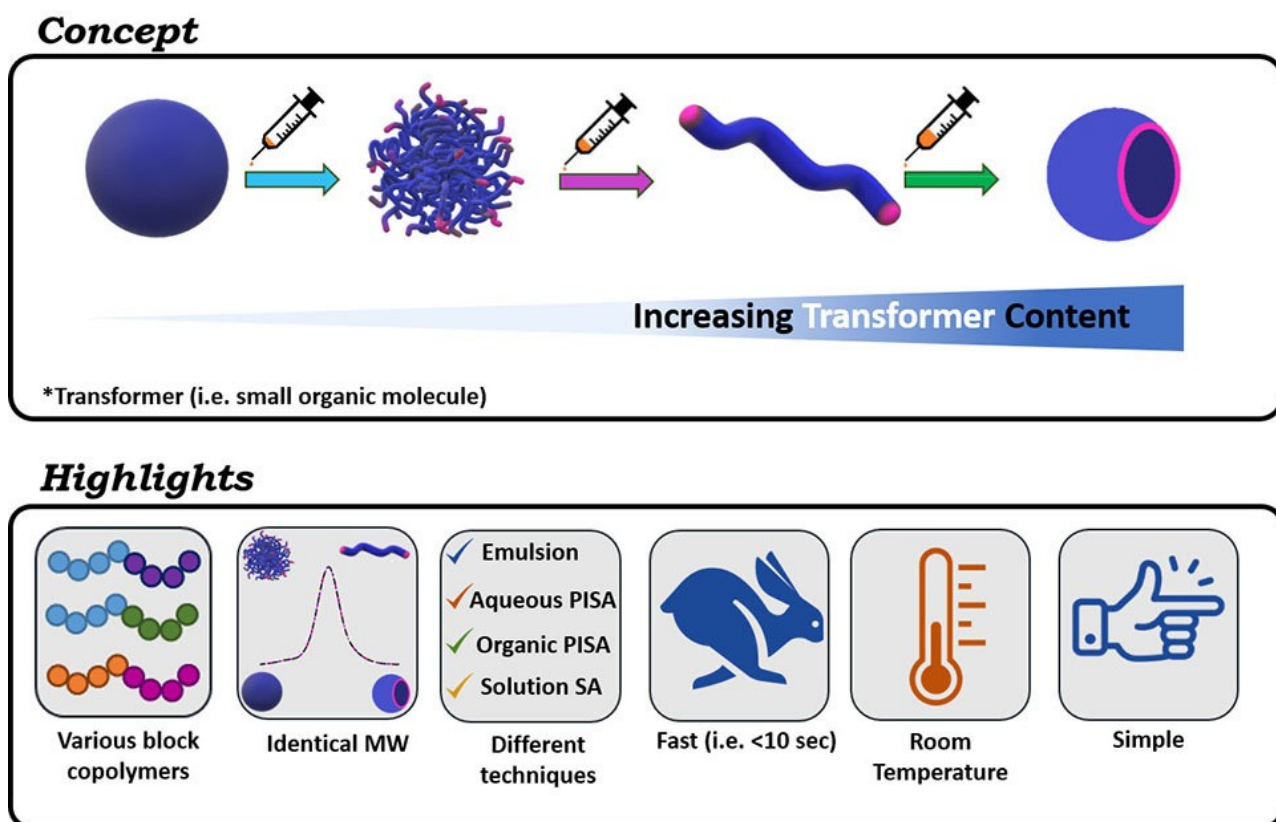 Concept
Increasing Transformer Content
*Transformer (i.e. small organic molecule)
Highlights
Emulsion
Aqueous PISA
Organic PISA
Solution SA
Various block
copolymers
Identical MW
Different
techniques
Fast (i.e. <10 sec)
Room
Temperature
Simple